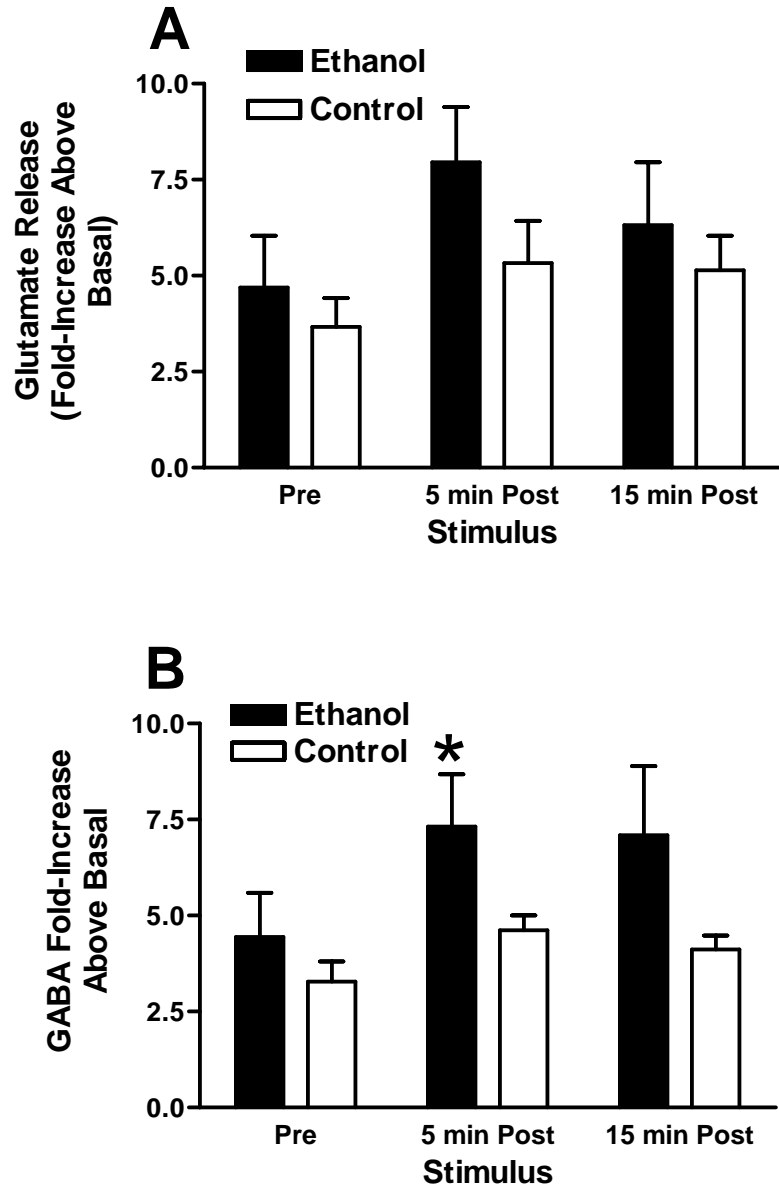 A
Ethanol
Control
Glutamate Release
(Fold-Increase Above
Basal)
10.0
7.5
5.0
2.5
0.0
Pre
5 min Post
15 min Post
Stimulus
B
Ethanol
Control
*
GABA Fold-Increase
Above Basal
10.0
7.5
5.0
2.5
0.0
Pre
5 min Post
15 min Post
Stimulus